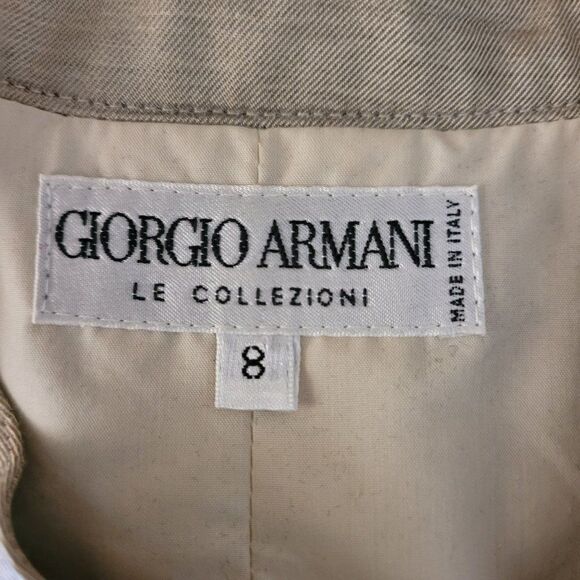 GIORGIO ARMANI
LE COLLEZIONI
MADE IN ITALY
8